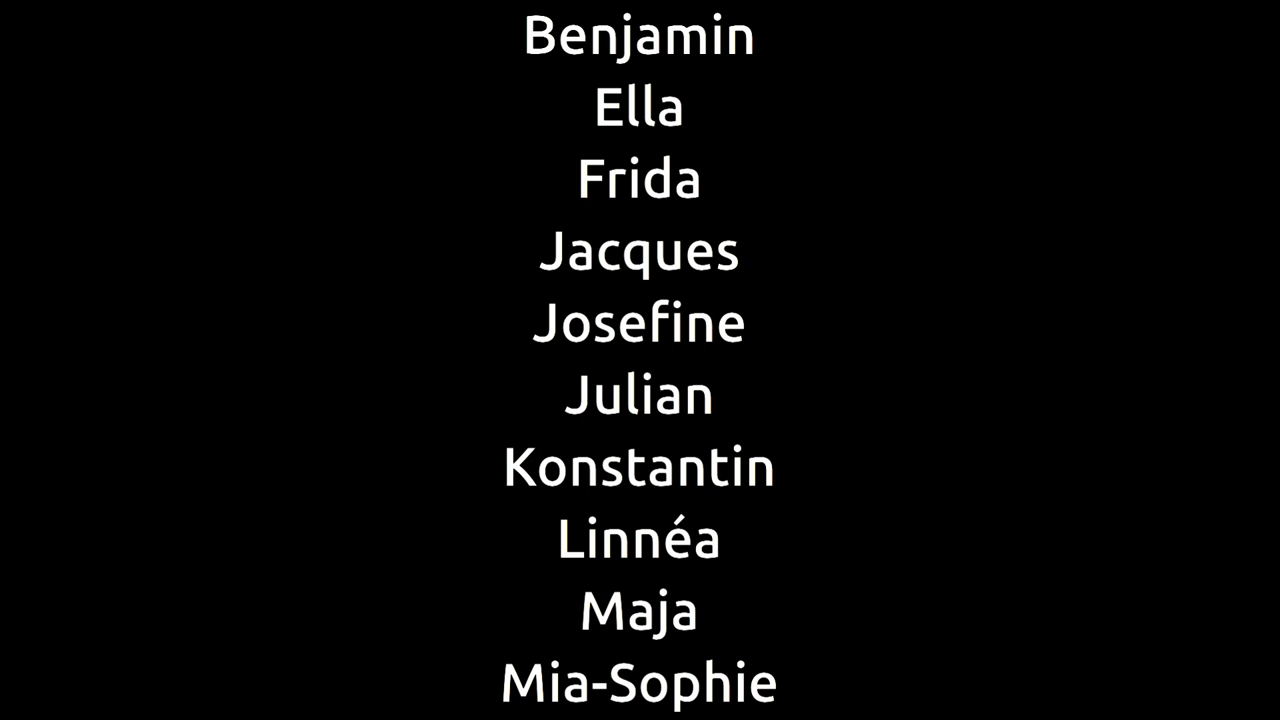 Benjamin
Ella
Frida
Jacques
Josefine
Julian
Konstantin
Linnéa
Maja
Mia-Sophie